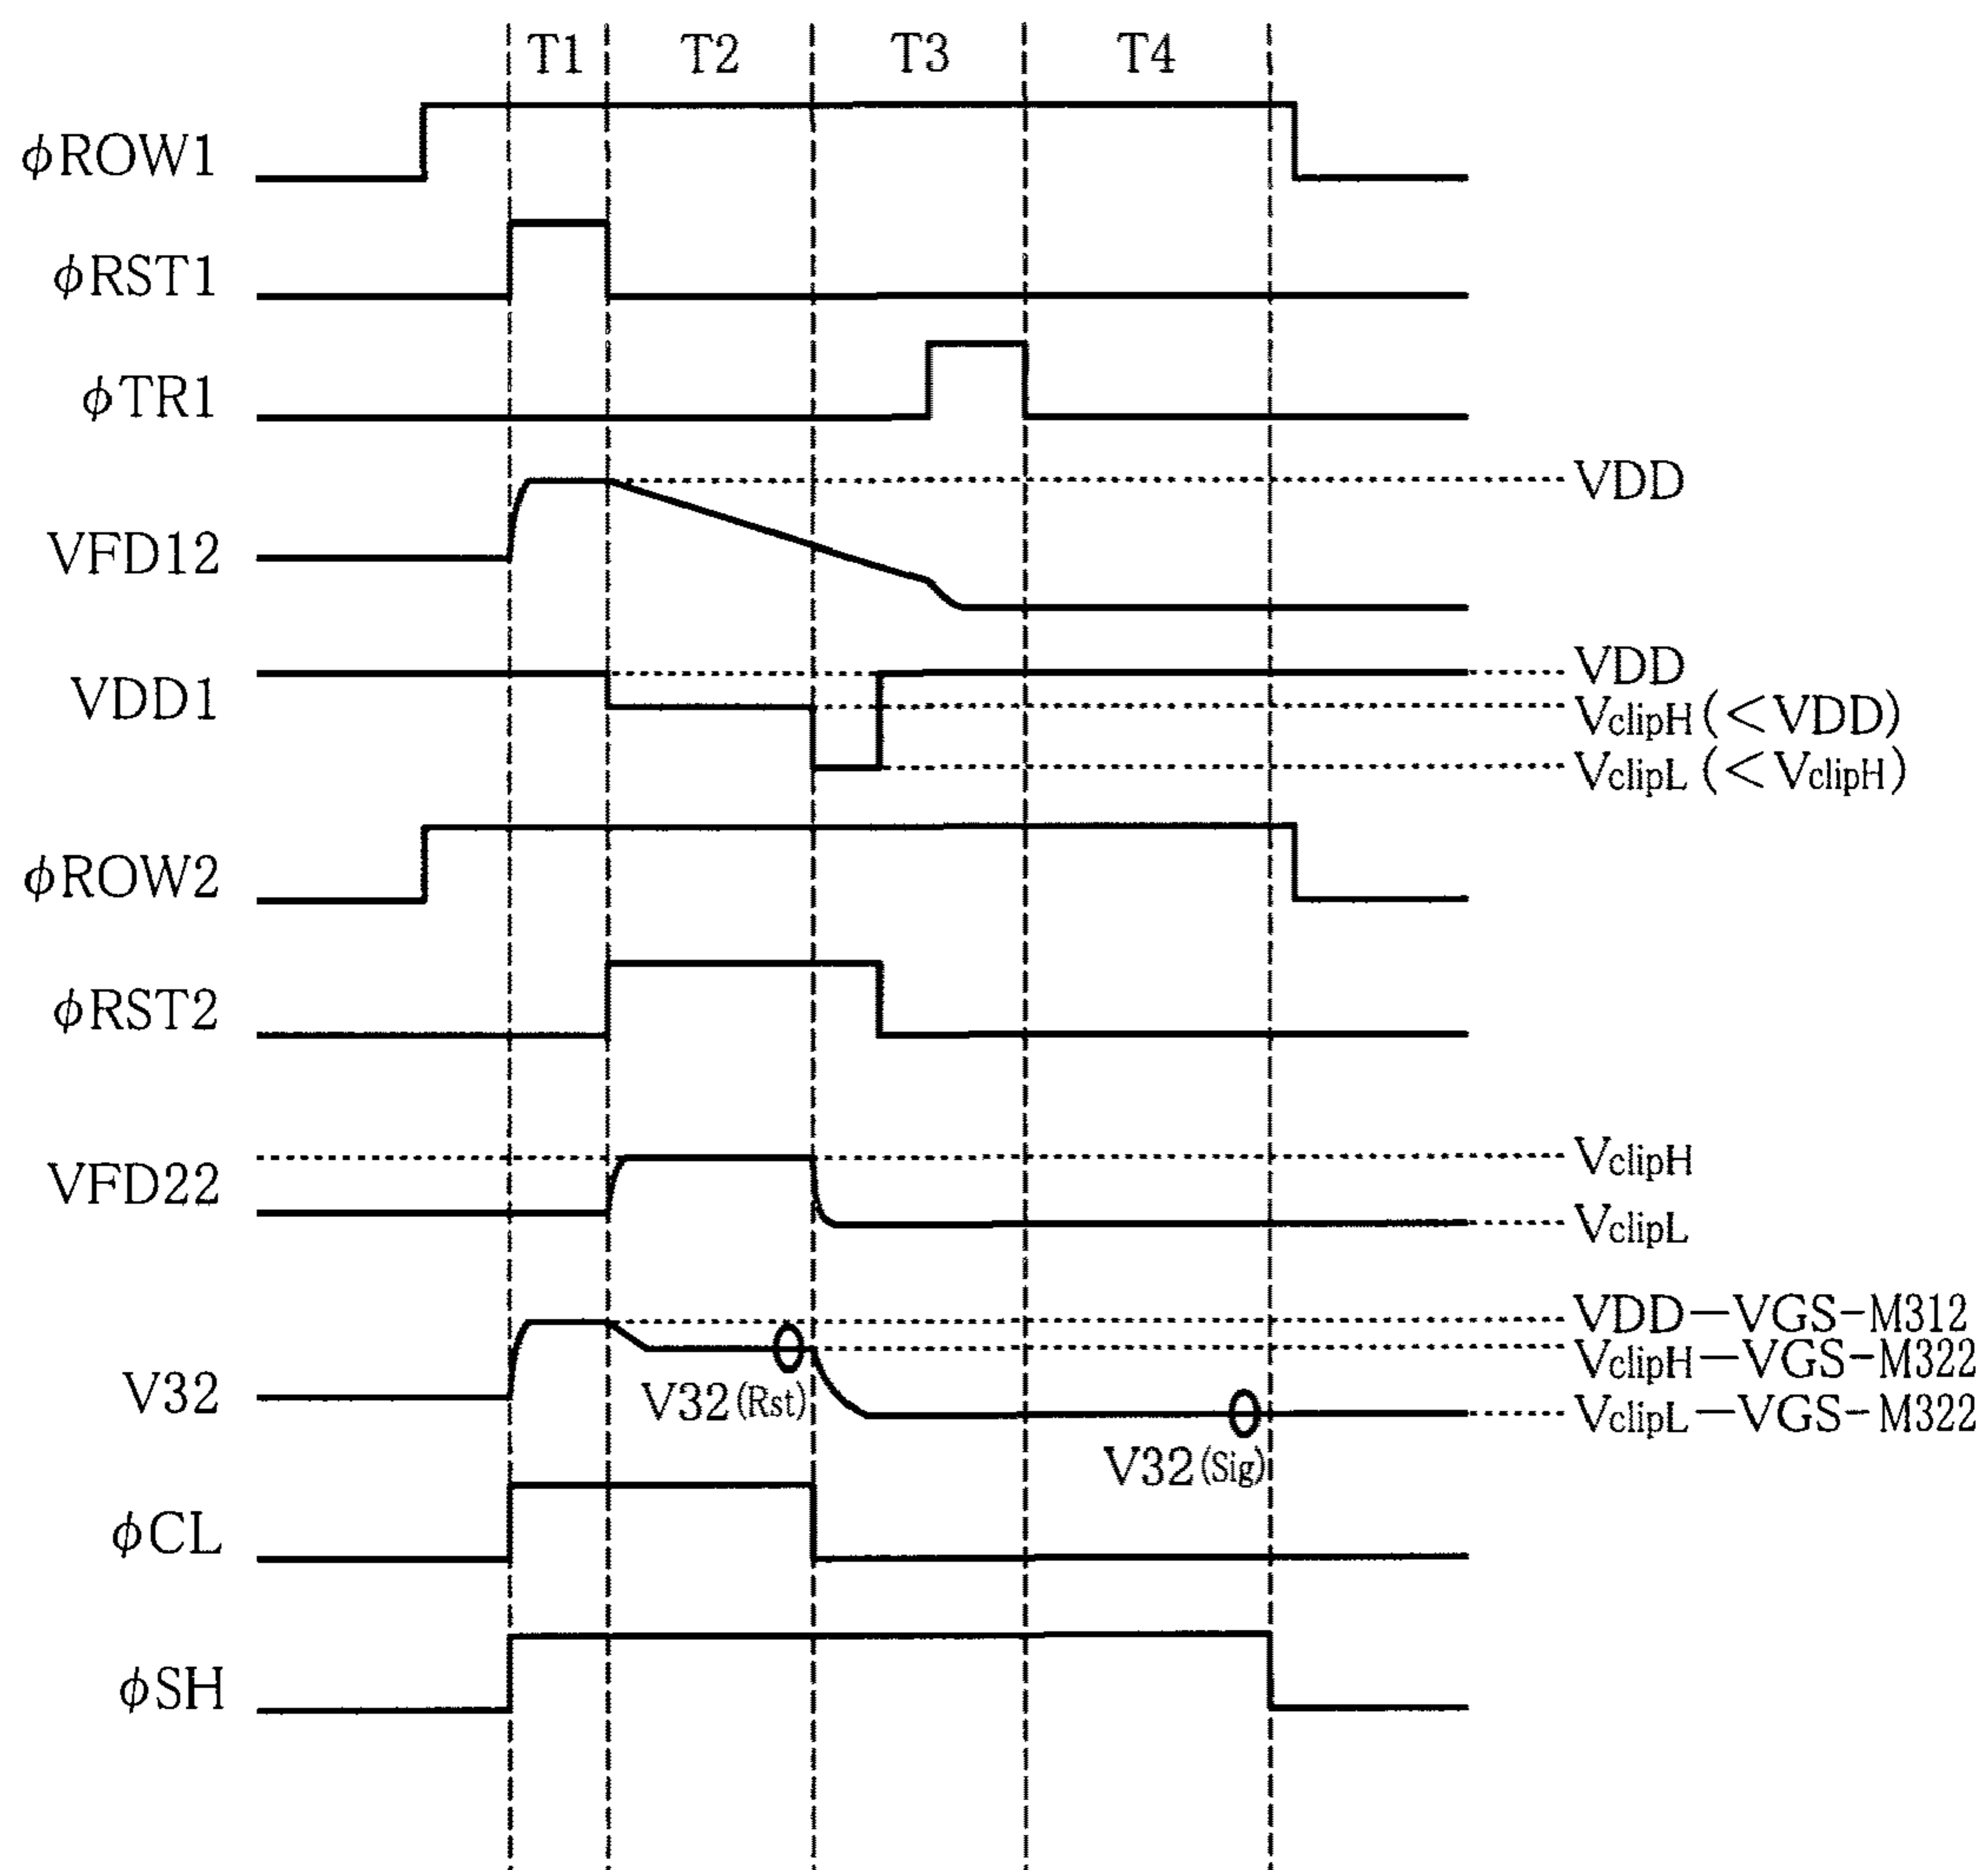 T1 T2 T3 T4
φROW1
φRST1
φTR1
VDD
VFD12
VDD
VDD1
VclipH(<VDD)
VclipL(<VclipH)
φROW2
φRST2
VclipH
VFD22
VclipL
VDD-VGS-M312
VclipH-VGS-M322
V32
V32(Rst)
VclipL-VGS-M322
V32(Sig)
φCL
φSH